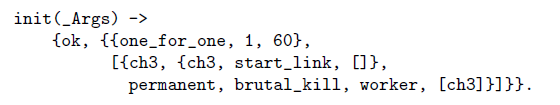 init(_Args) ->
    {ok, {{one_for_one, 1, 60},
          [{ch3, {ch3, start_link, []},
            permanent, brutal_kill, worker, [ch3]}]}}.